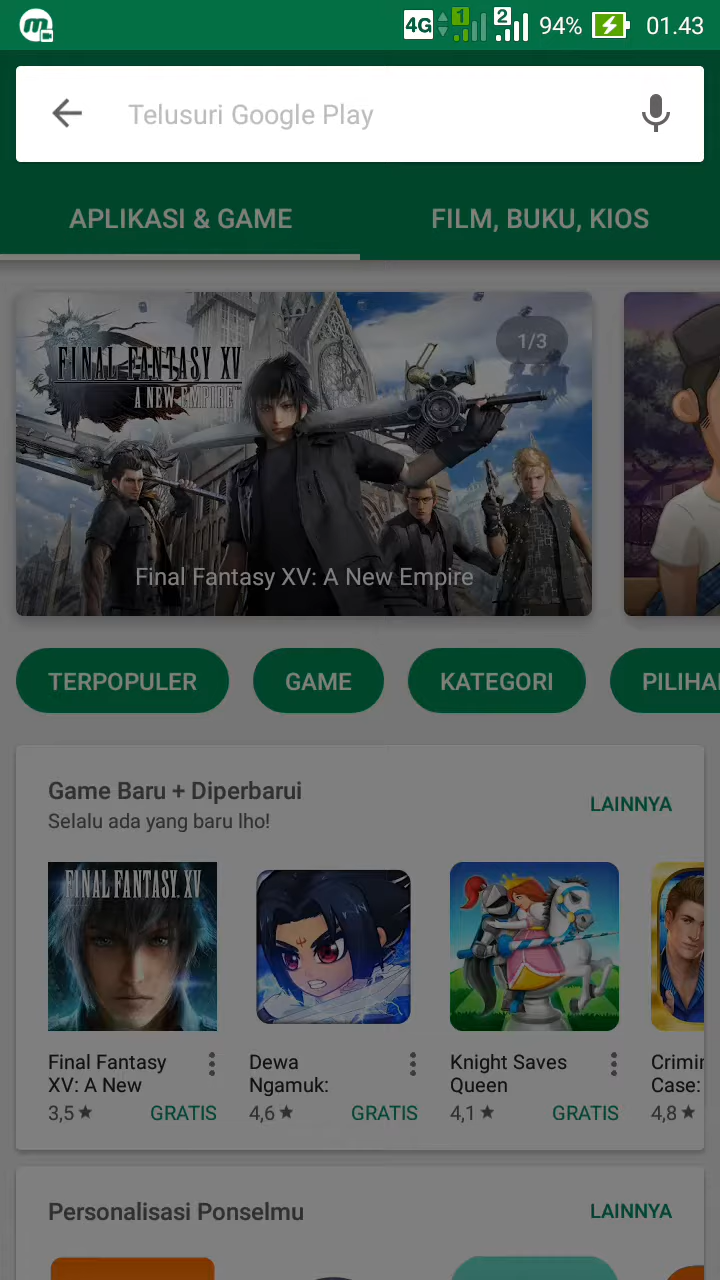 4G 1 2 94% 01.43
Telusuri Google Play
APLIKASI & GAME FILM, BUKU, KIOS
FINAL FANTASY XV
A NEW EMPIRE
1/3
Final Fantasy XV: A New Empire
TERPOPULER GAME KATEGORI PILIHA
Game Baru + Diperbarui
LAINNYA
Selalu ada yang baru lho!
FINAL FANTASY XV
Final Fantasy
XV: A New
3,5 ★ GRATIS
Dewa
Ngamuk:
4,6 ★ GRATIS
Knight Saves
Queen
4,1 ★ GRATIS
Crimin
Case:
4,8 ★
Personalisasi Ponselmu
LAINNYA